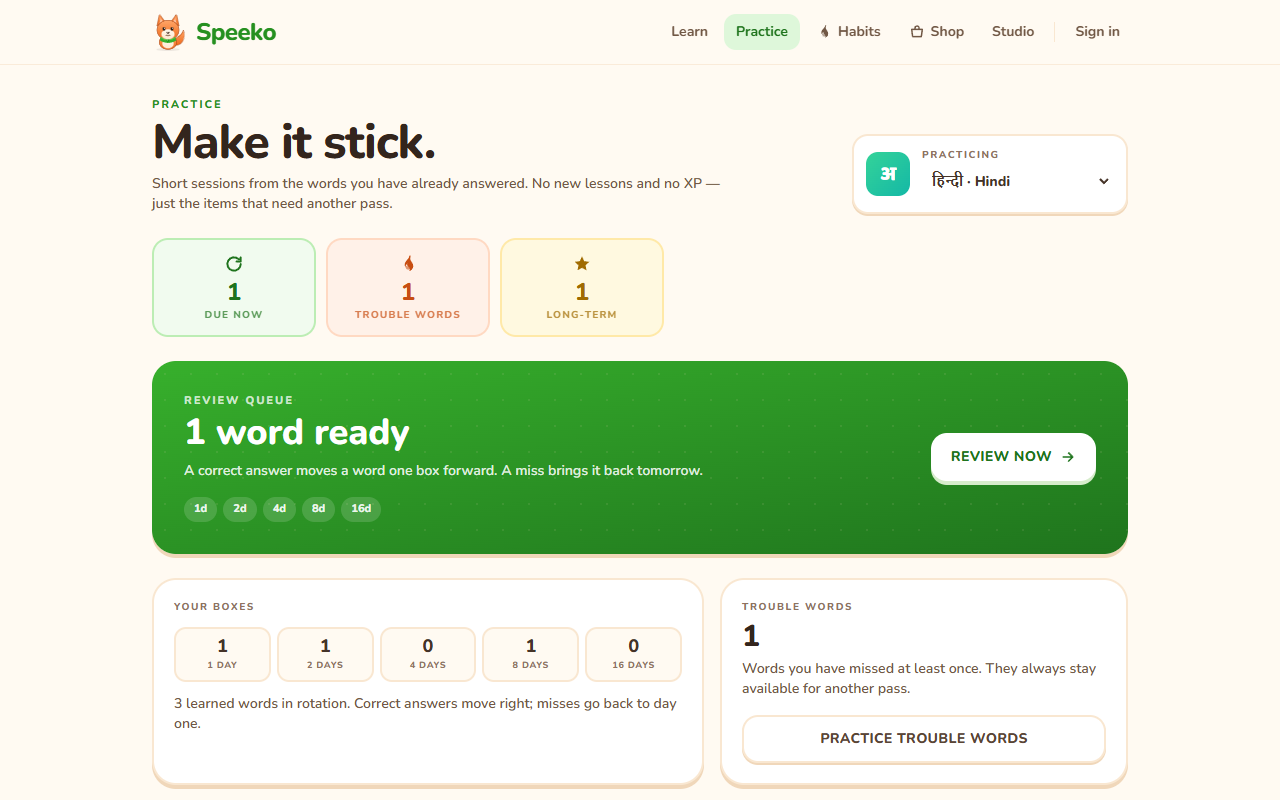 Speeko
Learn
Practice
Habits
Shop
Studio
Sign in
PRACTICE
Make it stick.
Short sessions from the words you have already answered. No new lessons and no XP —
just the items that need another pass.
अ
PRACTICING
हिन्दी · Hindi
1
DUE NOW
1
TROUBLE WORDS
1
LONG-TERM
REVIEW QUEUE
1 word ready
A correct answer moves a word one box forward. A miss brings it back tomorrow.
1d
2d
4d
8d
16d
REVIEW NOW →
YOUR BOXES
1
1 DAY
1
2 DAYS
0
4 DAYS
1
8 DAYS
0
16 DAYS
3 learned words in rotation. Correct answers move right; misses go back to day
one.
TROUBLE WORDS
1
Words you have missed at least once. They always stay
available for another pass.
PRACTICE TROUBLE WORDS